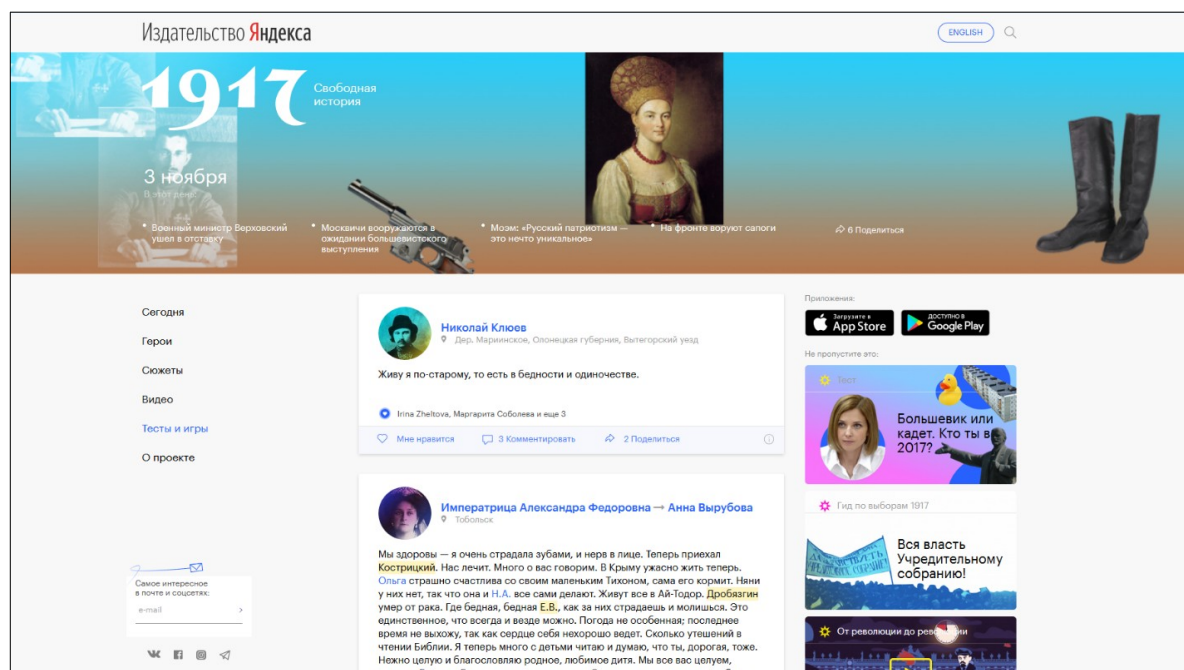 Издательство Яндекса
ENGLISH
1917
Свободная
история
3 ноября
В этот день...
Военный министр Верховский
ушел в отставку
Москвичи вооружаются в
ожидании большевистского
выступления
Моэм: «Русский патриотизм —
это нечто уникальное»
На фронте воруют сапоги
6 Поделиться
Сегодня
Герои
Сюжеты
Видео
Тесты и игры
О проекте
Самое интересное
в почте и соцсетях:
e-mail
Николай Клюев
Дер. Мариинское, Олонецкая губерния, Вытегорский уезд
Живу я по-старому, то есть в бедности и одиночестве.
Irina Zheltova, Маргарита Соболева и еще 3
Мне нравится
3 Комментировать
2 Поделиться
Императрица Александра Федоровна → Анна Вырубова
Тобольск
Мы здоровы — я очень страдала зубами, и нерв в лице. Теперь приехал
Кострицкий. Нас лечит. Много о вас говорим. В Крыму ужасно жить теперь.
Ольга страшно счастлива со своим маленьким Тихоном, сама его кормит. Няни
у них нет, так что она и Н.А. все сами делают. Живут все в Ай-Тодор. Дробязгин
умер от рака. Где бедная, бедная Е.В., как за них страдаешь и молишься. Это
единственное, что всегда и везде можно. Погода не особенная; последнее
время не выхожу, так как сердце себя нехорошо ведет. Сколько утешений в
чтении Библии. Я теперь много с детьми читаю и думаю, что ты, дорогая, тоже.
Нежно целую и благословляю родное, любимое дитя. Мы все вас целуем,
Приложения:
Загрузите в
App Store
ДОСТУПНО В
Google Play
Не пропустите это:
Тест
Большевик или
кадет. Кто ты в
2017?
Гид по выборам 1917
Вся власть
Учредительному
собранию!
От революции до революции